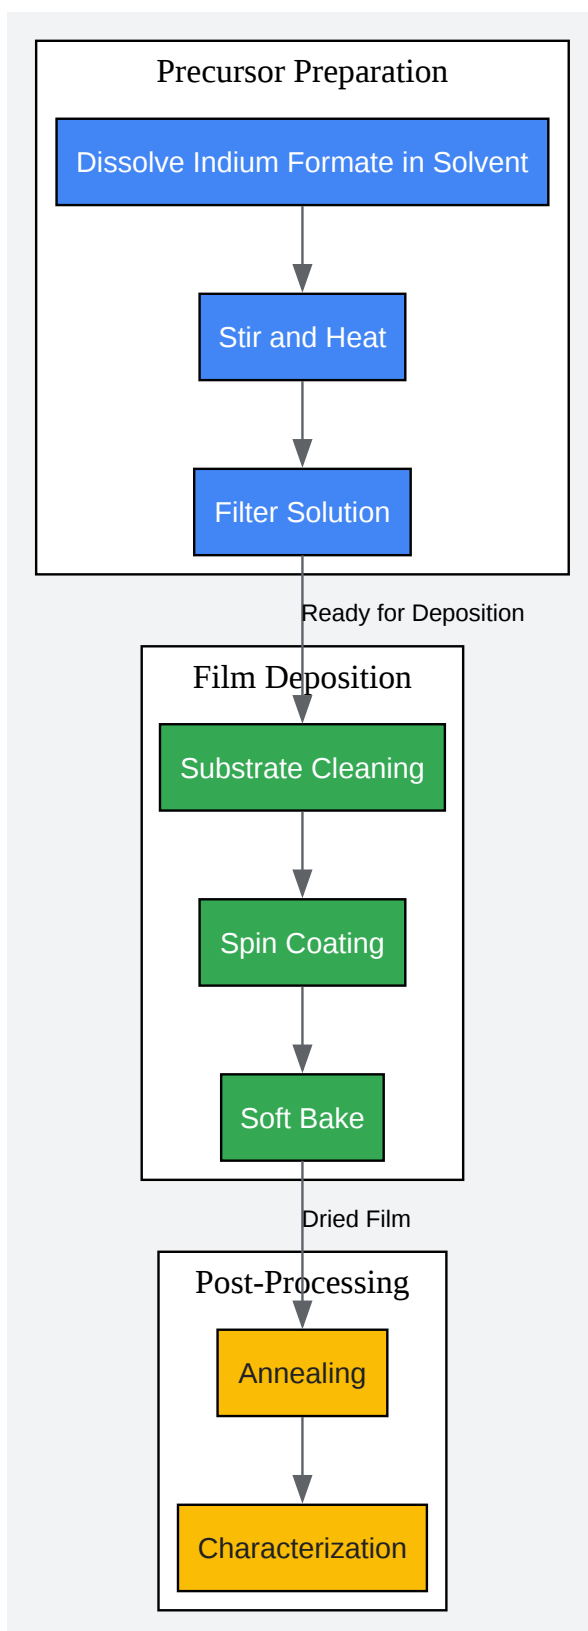 Precursor Preparation
Dissolve Indium Formate in Solvent
Stir and Heat
Filter Solution
Ready for Deposition
Film Deposition
Substrate Cleaning
Spin Coating
Soft Bake
Dried Film
Post-Processing
Annealing
Characterization